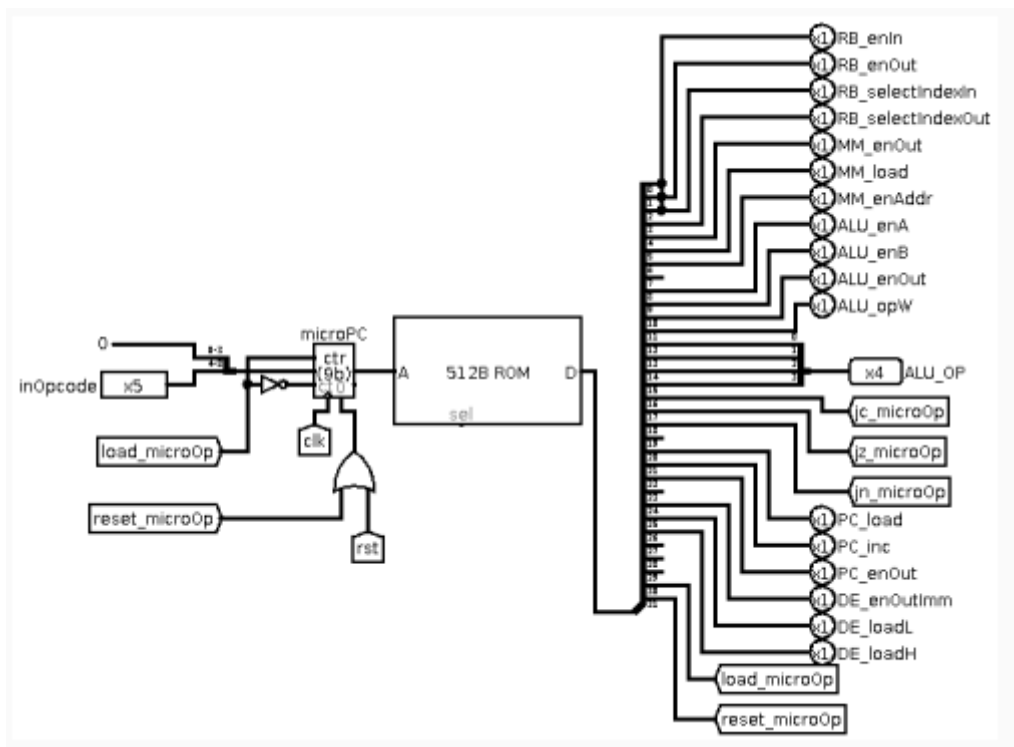 RB_enIn
RB_enOut
RB_selectIndexIn
RB_selectIndexOut
MM_enOut
MM_load
MM_enAddr
ALU_enA
ALU_enB
ALU_enOut
ALU_opW
ALU_OP
x4
jc_microOp
jz_microOp
jn_microOp
PC_load
PC_inc
PC_enOut
DE_enOutImm
DE_loadL
DE_loadH
load_microOp
reset_microOp
microPC
ctr
(9b)
0
inOpcode
x5
A
512B ROM
D
sel
clk
load_microOp
reset_microOp
rst